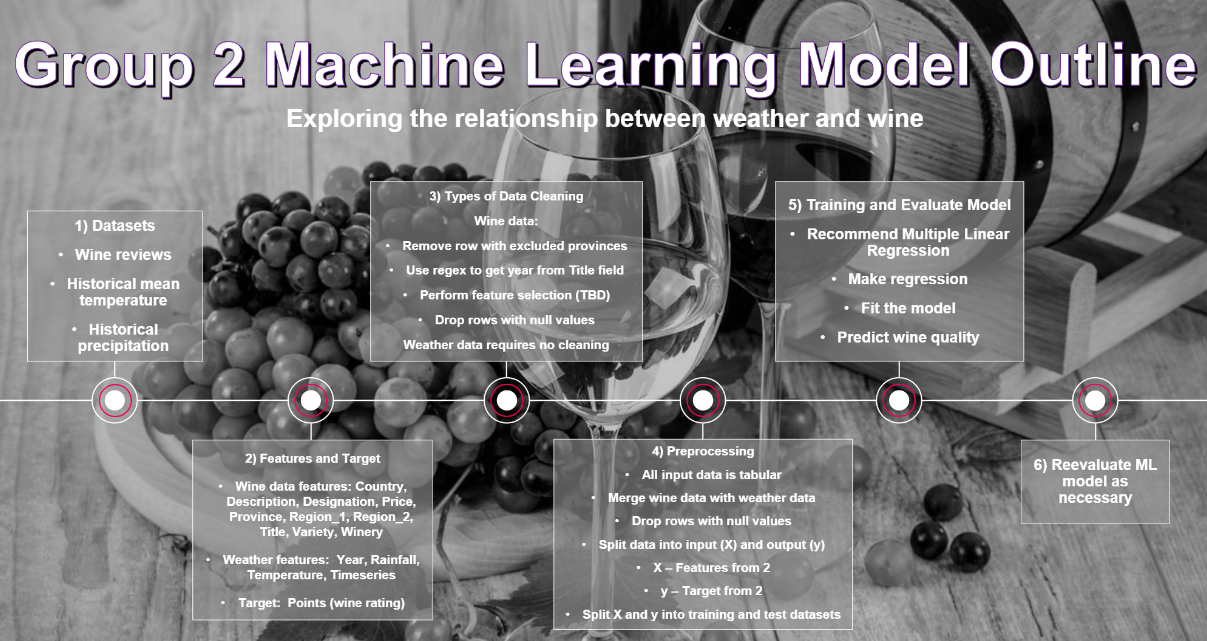 Group 2 Machine Learning Model Outline
Exploring the relationship between weather and wine
1) Datasets
• Wine reviews
• Historical mean
temperature
• Historical
precipitation
2) Features and Target
• Wine data features: Country,
Description, Designation, Price,
Province, Region_1, Region_2,
Title, Variety, Winery
• Weather features: Year, Rainfall,
Temperature, Timeseries
• Target: Points (wine rating)
3) Types of Data Cleaning
Wine data:
• Remove row with excluded provinces
• Use regex to get year from Title field
• Perform feature selection (TBD)
• Drop rows with null values
Weather data requires no cleaning
4) Preprocessing
• All input data is tabular
• Merge wine data with weather data
• Drop rows with null values
• Split data into input (X) and output (y)
• X – Features from 2
• y – Target from 2
• Split X and y into training and test datasets
5) Training and Evaluate Model
• Recommend Multiple Linear
Regression
• Make regression
• Fit the model
• Predict wine quality
6) Reevaluate ML
model as
necessary